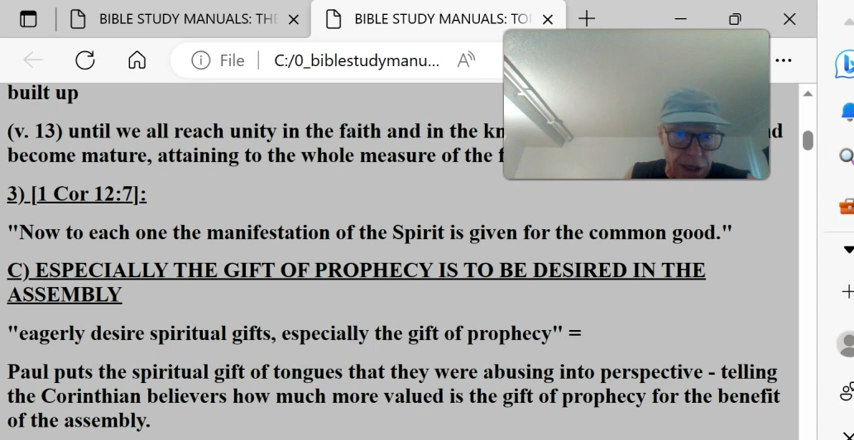 BIBLE STUDY MANUALS: THE
BIBLE STUDY MANUALS: TO
File
C:/0_biblestudymanu...
built up
(v. 13) until we all reach unity in the faith and in the
become mature, attaining to the whole measure of the
3) [1 Cor 12:7]:
"Now to each one the manifestation of the Spirit is given for the common good."
C) ESPECIALLY THE GIFT OF PROPHECY IS TO BE DESIRED IN THE
ASSEMBLY
"eagerly desire spiritual gifts, especially the gift of prophecy" =
Paul puts the spiritual gift of tongues that they were abusing into perspective - telling
the Corinthian believers how much more valued is the gift of prophecy for the benefit
of the assembly.